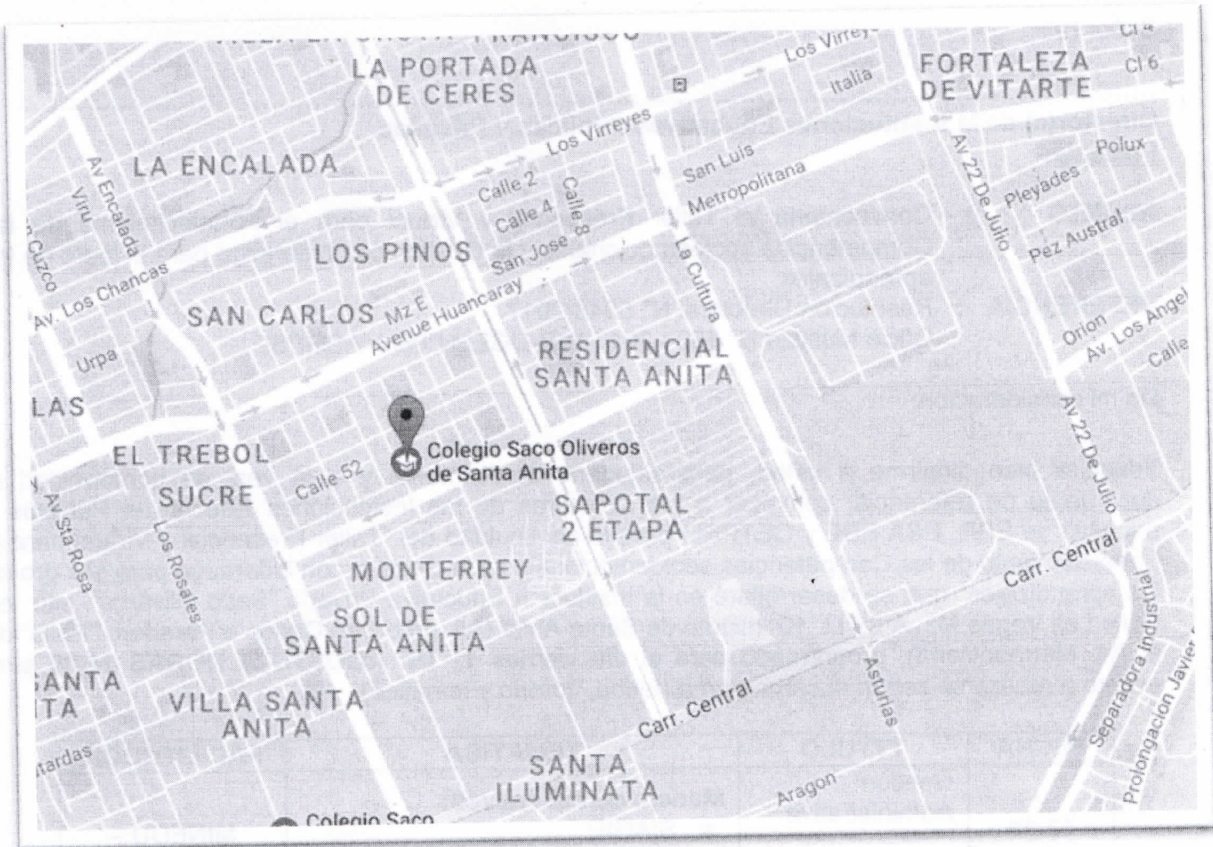 LA PORTADA
DE CERES
Los Virrey
Italia
FORTALEZA
DE VITARTE
Cl 4
Cl 6
Los Virreyes
LA ENCALADA
Av Encalada
Viru
Cuzco
Calle 2
Calle 4
Calle 8
San Jose
San Luis
Metropolitana
Av 22 De Julio
Polux
Pleyades
Pez Austral
LOS PINOS
Av. Los Chancas
SAN CARLOS
Mz E
Avenue Huancaray
La Cultura
Urpa
RESIDENCIAL
SANTA ANITA
Orion
Av. Los Angel
Calle
LAS
EL TREBOL
Colegio Saco Oliveros
de Santa Anita
Av 22 De Julio
SUCRE
Calle 52
SAPOTAL
2 ETAPA
Av Sta Rosa
Los Rosales
MONTERREY
Carr. Central
SOL DE
SANTA ANITA
SANTA
ITA
VILLA SANTA
ANITA
Carr. Central
Asturias
Separadora Industrial
Prolongacion Javier
tardas
SANTA
ILUMINATA
Aragon
Colegio Saco